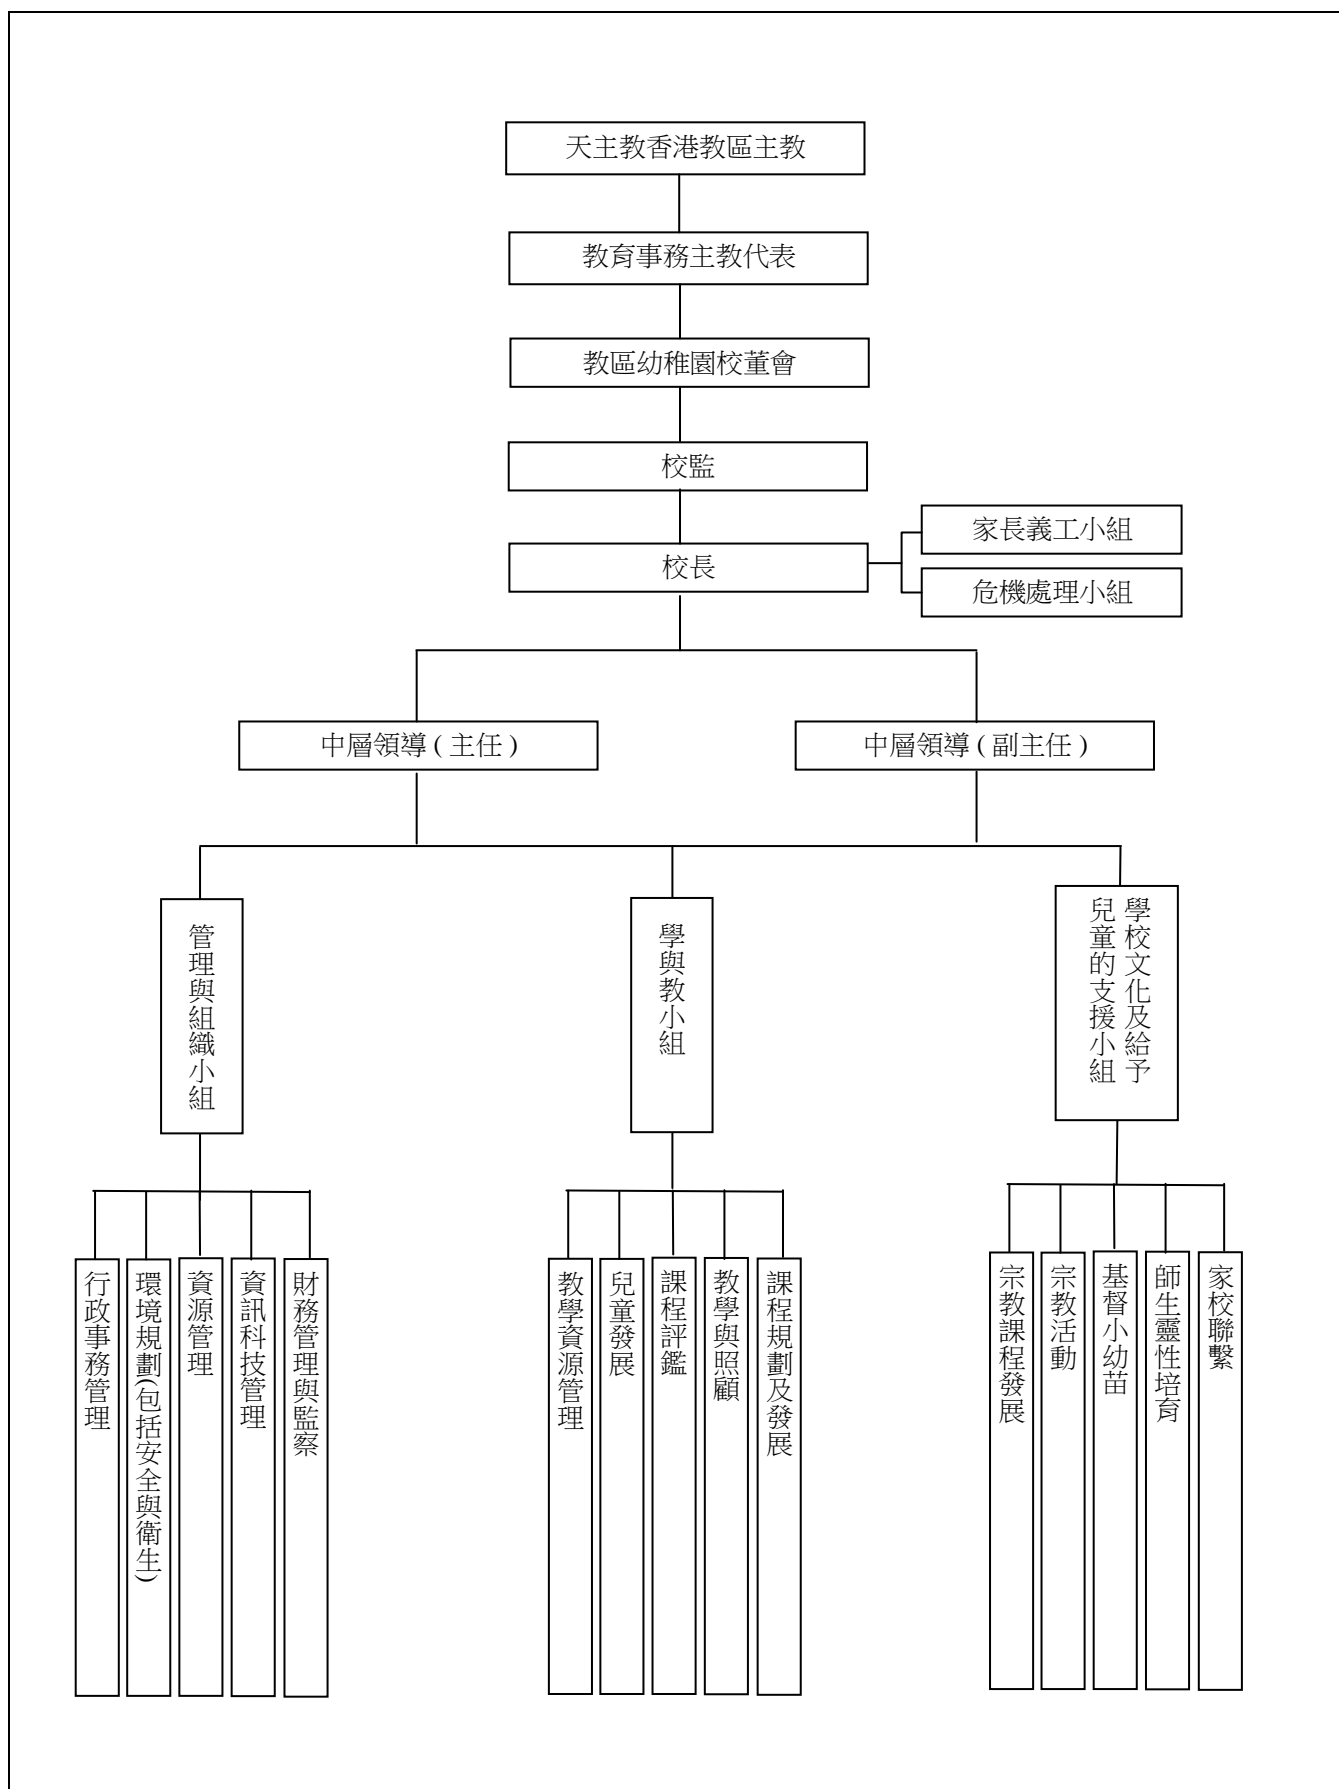 天主教香港教區主教
教育事務主教代表
教區幼稚園校董會
校監
校長
家長義工小組
危機處理小組
中層領導(主任)
中層領導(副主任)
管理與組織小組
學與教小組
學校文化及給予
兒童的支援小組
行政事務管理
環境規劃(包括安全與衛生)
資源管理
資訊科技管理
財務管理與監察
教學資源管理
兒童發展
課程評鑑
教學與照顧
課程規劃及發展
宗教課程發展
宗教活動
基督小幼苗
師生靈性培育
家校聯繫